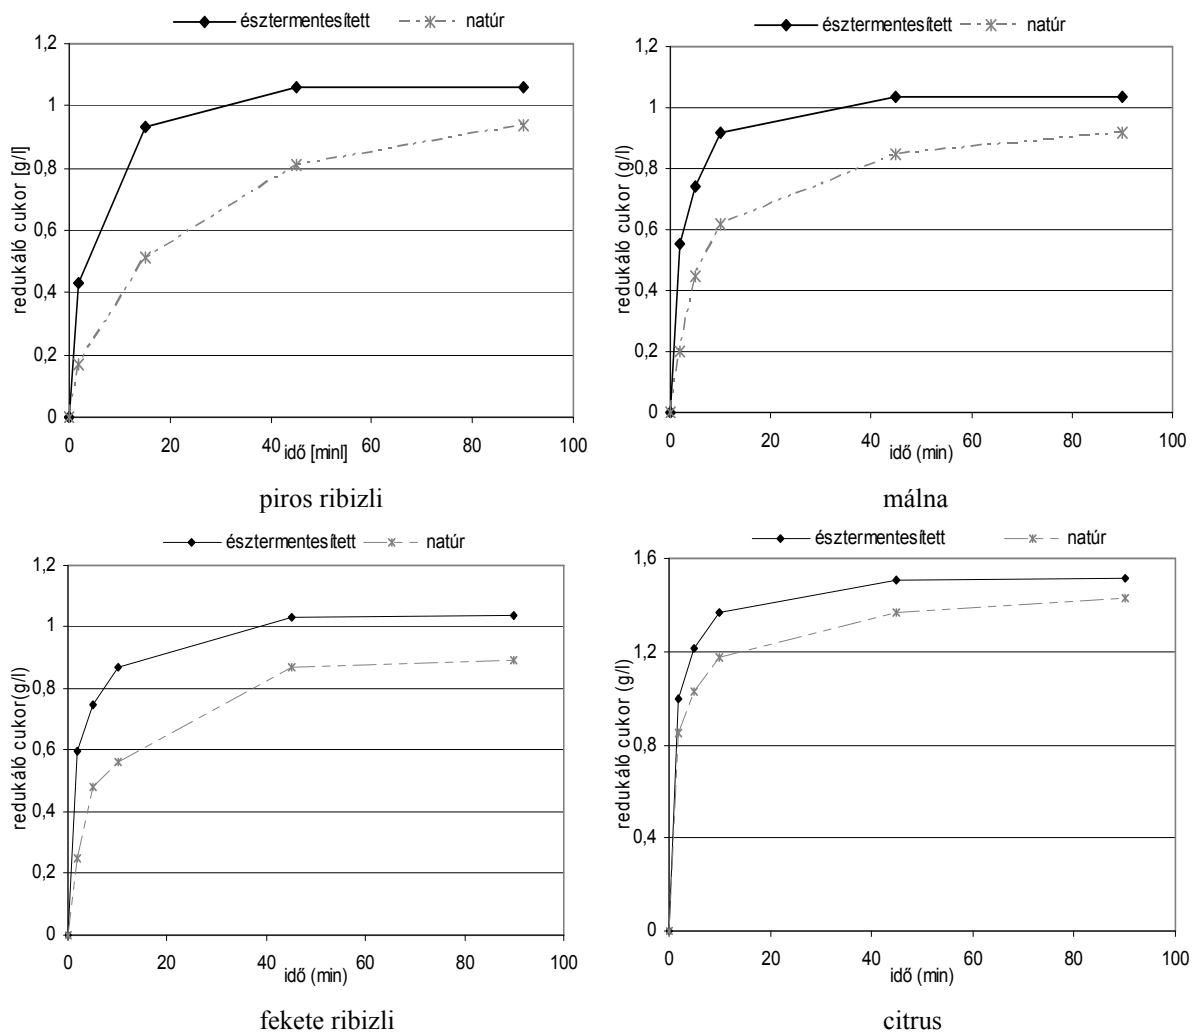 észtermentesített natúr
1,2
1
0,8
0,6
0,4
0,2
0
redukáló cukor [g/l]
0 20 40 60 80 100
idő [minl]
piros ribizli
észtermentesített natúr
1,2
1
0,8
0,6
0,4
0,2
0
redukáló cukor (g/l)
0 20 40 60 80 100
idő (min)
málna
észtermentesített natúr
1,2
1
0,8
0,6
0,4
0,2
0
redukáló cukor(g/l)
0 20 40 60 80 100
idő (min)
fekete ribizli
észtermentesített natúr
1,6
1,2
0,8
0,4
0
redukáló cukor (g/l)
0 20 40 60 80 100
idő (min)
citrus